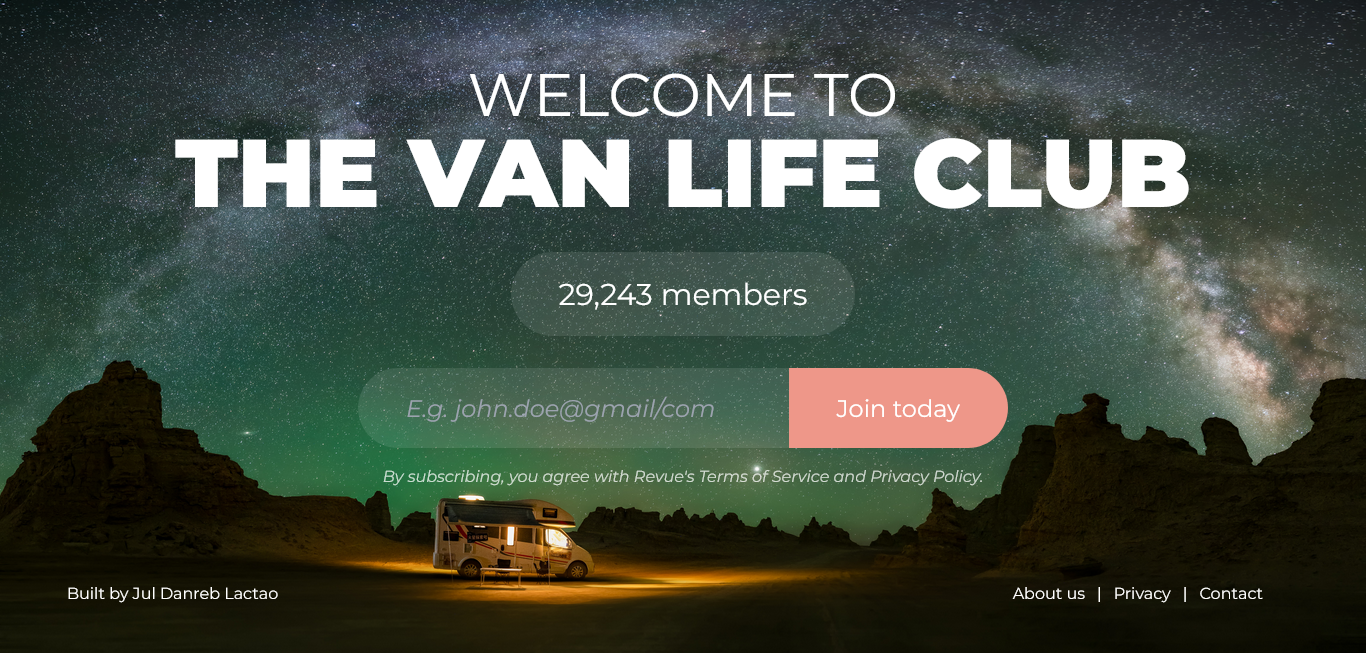 WELCOME TO
THE VAN LIFE CLUB
29,243 members
E.g. john.doe@gmail/com
Join today
By subscribing, you agree with Revue's Terms of Service and Privacy Policy.
Built by Jul Danreb Lactao
About us | Privacy | Contact